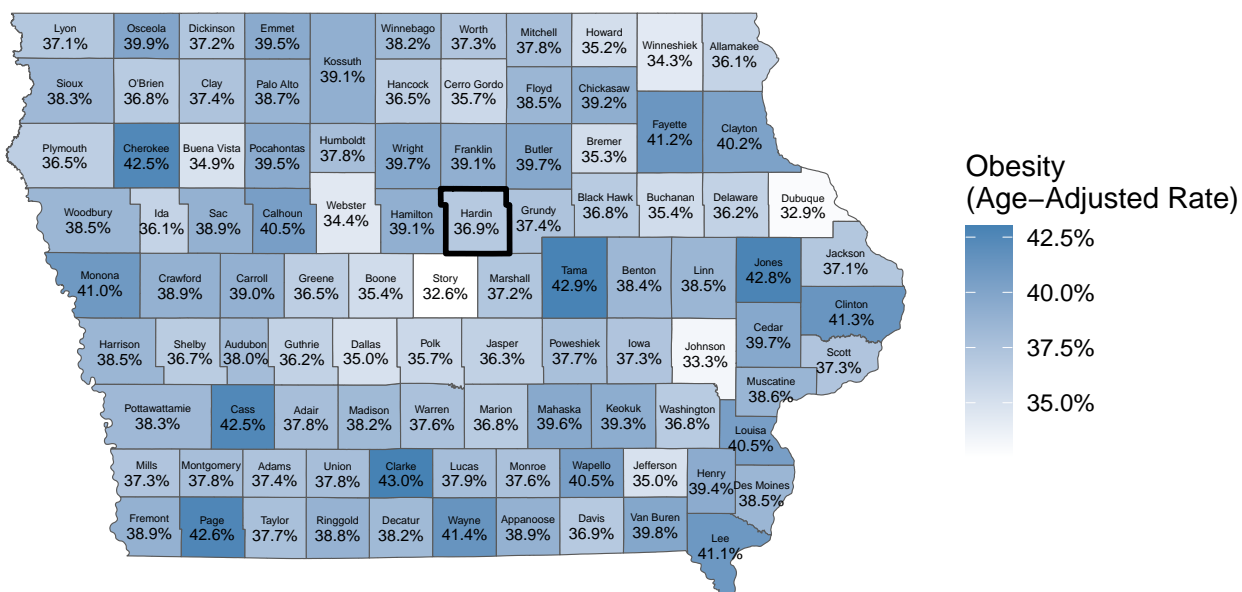 Lyon
37.1%
Osceola
39.9%
Dickinson
37.2%
Emmet
39.5%
Kossuth
39.1%
Winnebago
38.2%
Worth
37.3%
Mitchell
37.8%
Howard
35.2%
Winneshiek
34.3%
Allamakee
36.1%
Sioux
38.3%
O'Brien
36.8%
Clay
37.4%
Palo Alto
38.7%
Hancock
36.5%
Cerro Gordo
35.7%
Floyd
38.5%
Chickasaw
39.2%
Fayette
41.2%
Clayton
40.2%
Plymouth
36.5%
Cherokee
42.5%
Buena Vista
34.9%
Pocahontas
39.5%
Humboldt
37.8%
Wright
39.7%
Franklin
39.1%
Butler
39.7%
Bremer
35.3%
Woodbury
38.5%
Ida
36.1%
Sac
38.9%
Calhoun
40.5%
Webster
34.4%
Hamilton
39.1%
Hardin
36.9%
Grundy
37.4%
Black Hawk
36.8%
Buchanan
35.4%
Delaware
36.2%
Dubuque
32.9%
Monona
41.0%
Crawford
38.9%
Carroll
39.0%
Greene
36.5%
Boone
35.4%
Story
32.6%
Marshall
37.2%
Tama
42.9%
Benton
38.4%
Linn
38.5%
Jones
42.8%
Jackson
37.1%
Clinton
41.3%
Harrison
38.5%
Shelby
36.7%
Audubon
38.0%
Guthrie
36.2%
Dallas
35.0%
Polk
35.7%
Jasper
36.3%
Poweshiek
37.7%
Iowa
37.3%
Johnson
33.3%
Cedar
39.7%
Scott
37.3%
Muscatine
38.6%
Pottawattamie
38.3%
Cass
42.5%
Adair
37.8%
Madison
38.2%
Warren
37.6%
Marion
36.8%
Mahaska
39.6%
Keokuk
39.3%
Washington
36.8%
Louisa
40.5%
Mills
37.3%
Montgomery
37.8%
Adams
37.4%
Union
37.8%
Clarke
43.0%
Lucas
37.9%
Monroe
37.6%
Wapello
40.5%
Jefferson
35.0%
Henry
39.4%
Des Moines
38.5%
Fremont
38.9%
Page
42.6%
Taylor
37.7%
Ringgold
38.8%
Decatur
38.2%
Wayne
41.4%
Appanoose
38.9%
Davis
36.9%
Van Buren
39.8%
Lee
41.1%
Obesity
(Age−Adjusted Rate)
42.5%
40.0%
37.5%
35.0%